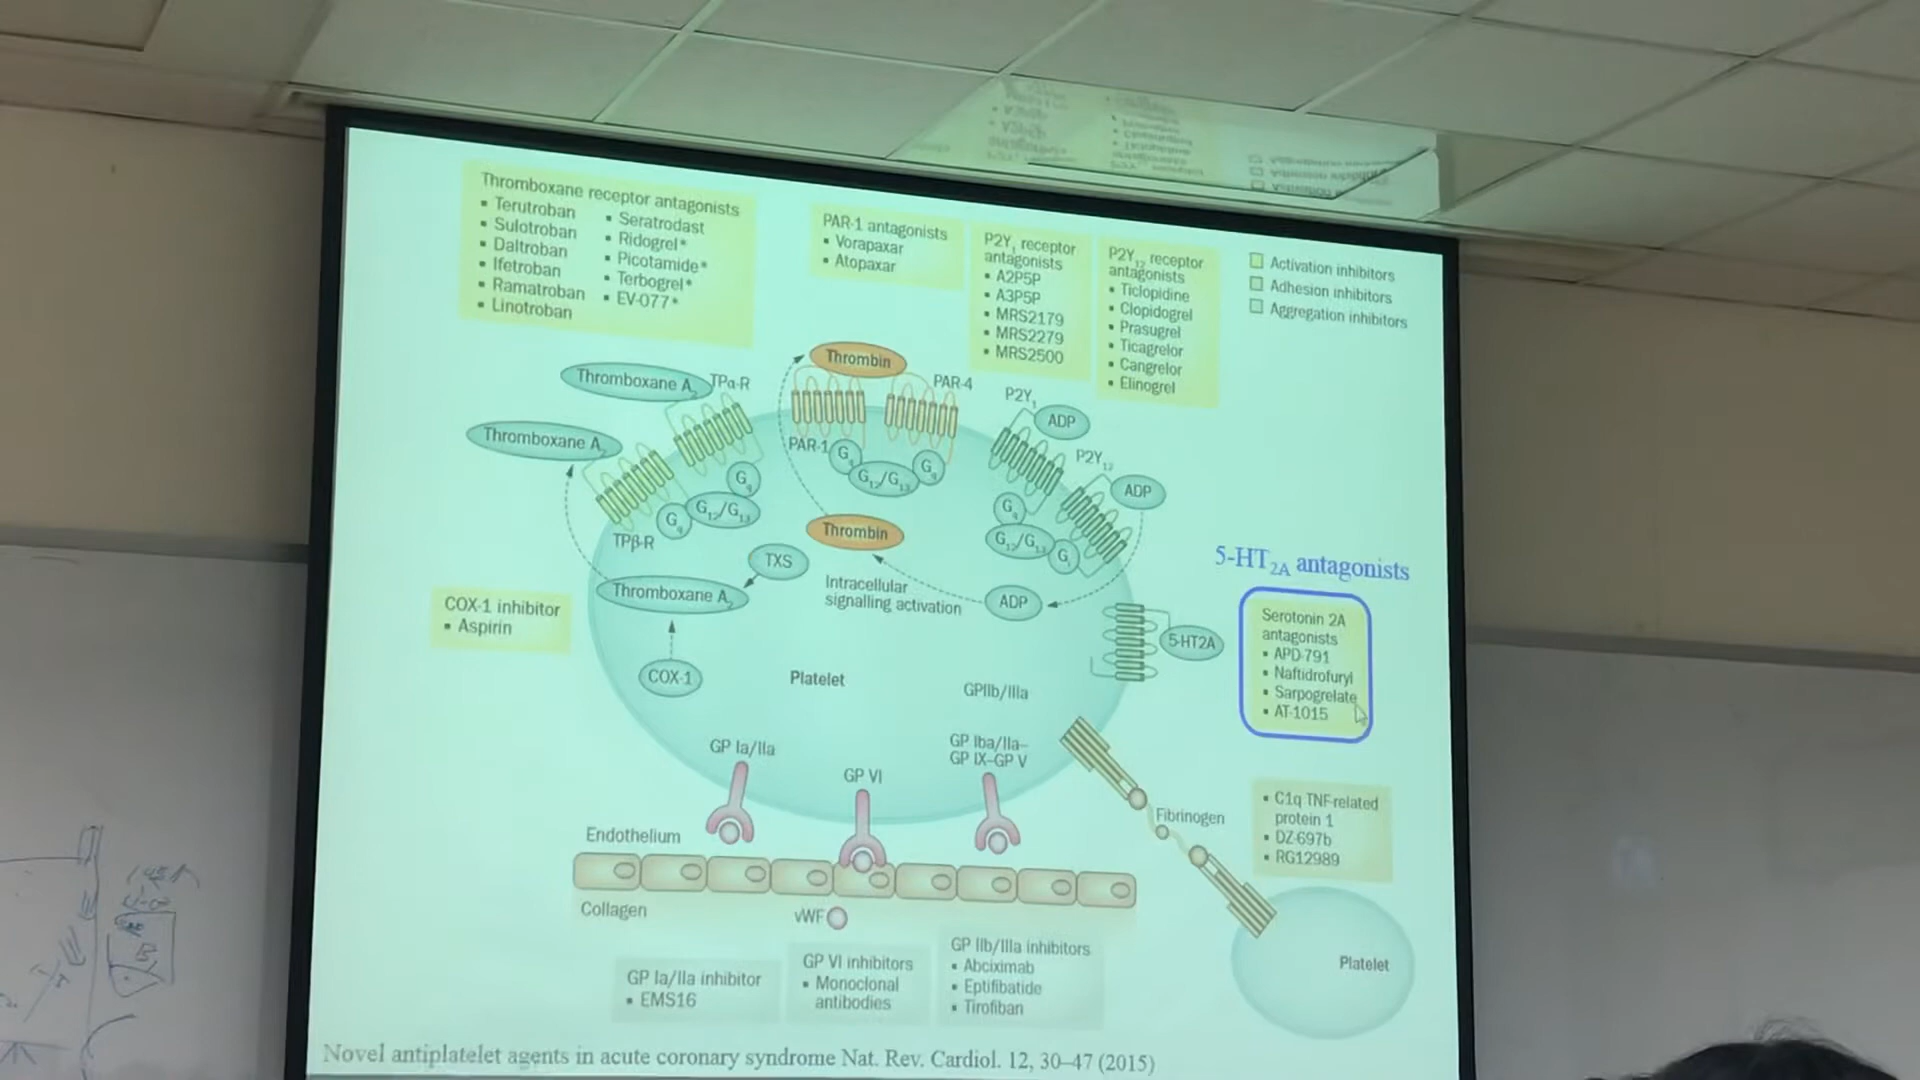 Thromboxane receptor antagonists
▪ Terutroban
▪ Sulotroban
▪ Daltroban
▪ Ifetroban
▪ Ramatroban
▪ Linotroban
▪ Seratrodast
▪ Ridogrel*
▪ Picotamide*
▪ Terbogrel*
▪ EV-077*
PAR-1 antagonists
▪ Vorapaxar
▪ Atopaxar
P2Y1 receptor
antagonists
▪ A2P5P
▪ A3P5P
▪ MRS2179
▪ MRS2279
▪ MRS2500
P2Y12 receptor
antagonists
▪ Ticlopidine
▪ Clopidogrel
▪ Prasugrel
▪ Ticagrelor
▪ Cangrelor
▪ Elinogrel
Activation inhibitors
Adhesion inhibitors
Aggregation inhibitors
Thromboxane A2
TPα-R
Thrombin
PAR-4
P2Y1
ADP
Thromboxane A2
PAR-1
Gq
G12/G13
Gq
P2Y12
ADP
Gq
G12/G13
Gq
TPβ-R
Gq
G12/G13
Gi
Thrombin
TXS
Thromboxane A2
Intracellular
signalling activation
ADP
5-HT2A antagonists
COX-1 inhibitor
▪ Aspirin
COX-1
Platelet
GPIIb/IIIa
5-HT2A
Serotonin 2A
antagonists
▪ APD-791
▪ Naftidrofuryl
▪ Sarpogrelate
▪ AT-1015
GP Ia/IIa
GP VI
GP Iba/IIa–
GP IX–GP V
Fibrinogen
▪ C1q TNF-related
protein 1
▪ DZ-697b
▪ RG12989
Endothelium
Collagen
vWF
Platelet
GP Ia/IIa inhibitor
▪ EMS16
GP VI inhibitors
▪ Monoclonal
antibodies
GP IIb/IIIa inhibitors
▪ Abciximab
▪ Eptifibatide
▪ Tirofiban
Novel antiplatelet agents in acute coronary syndrome Nat. Rev. Cardiol. 12, 30–47 (2015)